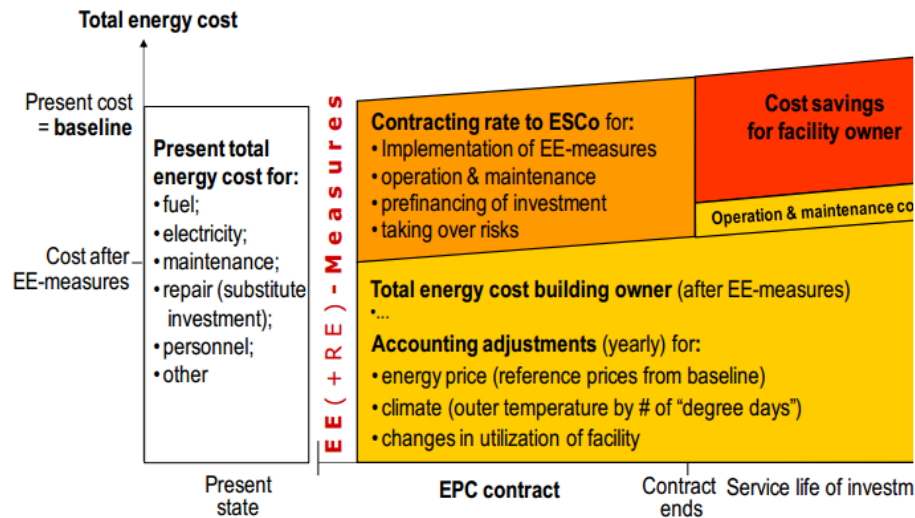 Total energy cost
Present cost
= baseline
Cost after
EE-measures
Present total
energy cost for:
•fuel;
•electricity;
•maintenance;
•repair (substitute
investment);
•personnel;
•other
EE(+RE)-Measures
Contracting rate to ESCo for:
•Implementation of EE-measures
•operation & maintenance
•prefinancing of investment
•taking over risks
Cost savings
for facility owner
Operation & maintenance co
Total energy cost building owner (after EE-measures)
•...
Accounting adjustments (yearly) for:
•energy price (reference prices from baseline)
•climate (outer temperature by # of “degree days”)
•changes in utilization of facility
Present
state
EPC contract
Contract
ends
Service life of investm